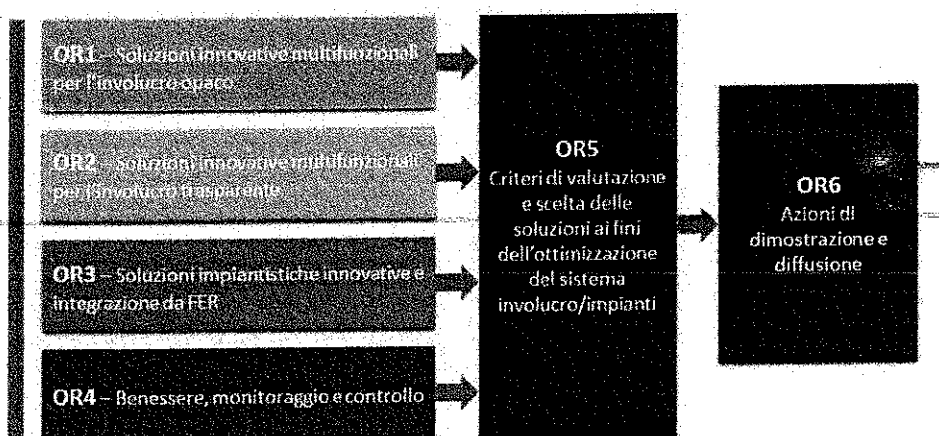 OR1 – Soluzioni innovative multifunzionali
per l'involucro opaco
OR2 – Soluzioni innovative multifunzionali
per l'involucro trasparente
OR3 – Soluzioni impiantistiche innovative e
integrazione da FER
OR4 – Benessere, monitoraggio e controllo
OR5
Criteri di valutazione
e scelta delle
soluzioni ai fini
dell'ottimizzazione
del sistema
involucro/impianti
OR6
Azioni di
dimostrazione e
diffusione